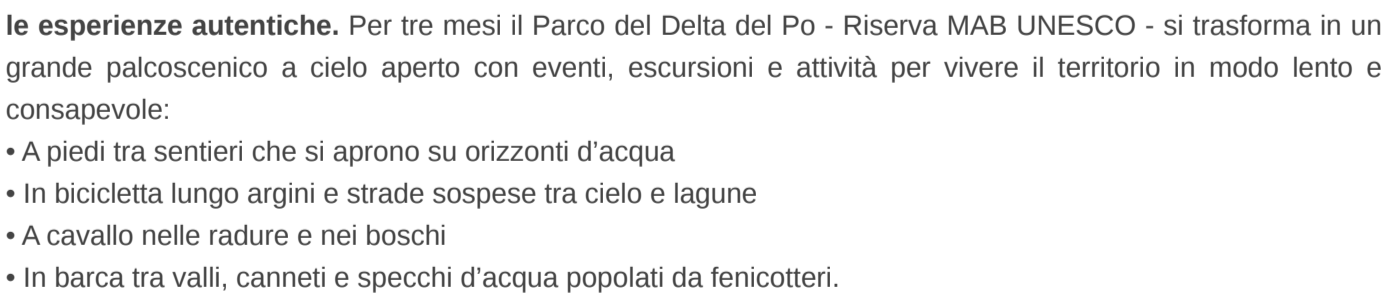 le esperienze autentiche. Per tre mesi il Parco del Delta del Po - Riserva MAB UNESCO - si trasforma in un
grande palcoscenico a cielo aperto con eventi, escursioni e attività per vivere il territorio in modo lento e
consapevole:
• A piedi tra sentieri che si aprono su orizzonti d’acqua
• In bicicletta lungo argini e strade sospese tra cielo e lagune
• A cavallo nelle radure e nei boschi
• In barca tra valli, canneti e specchi d’acqua popolati da fenicotteri.